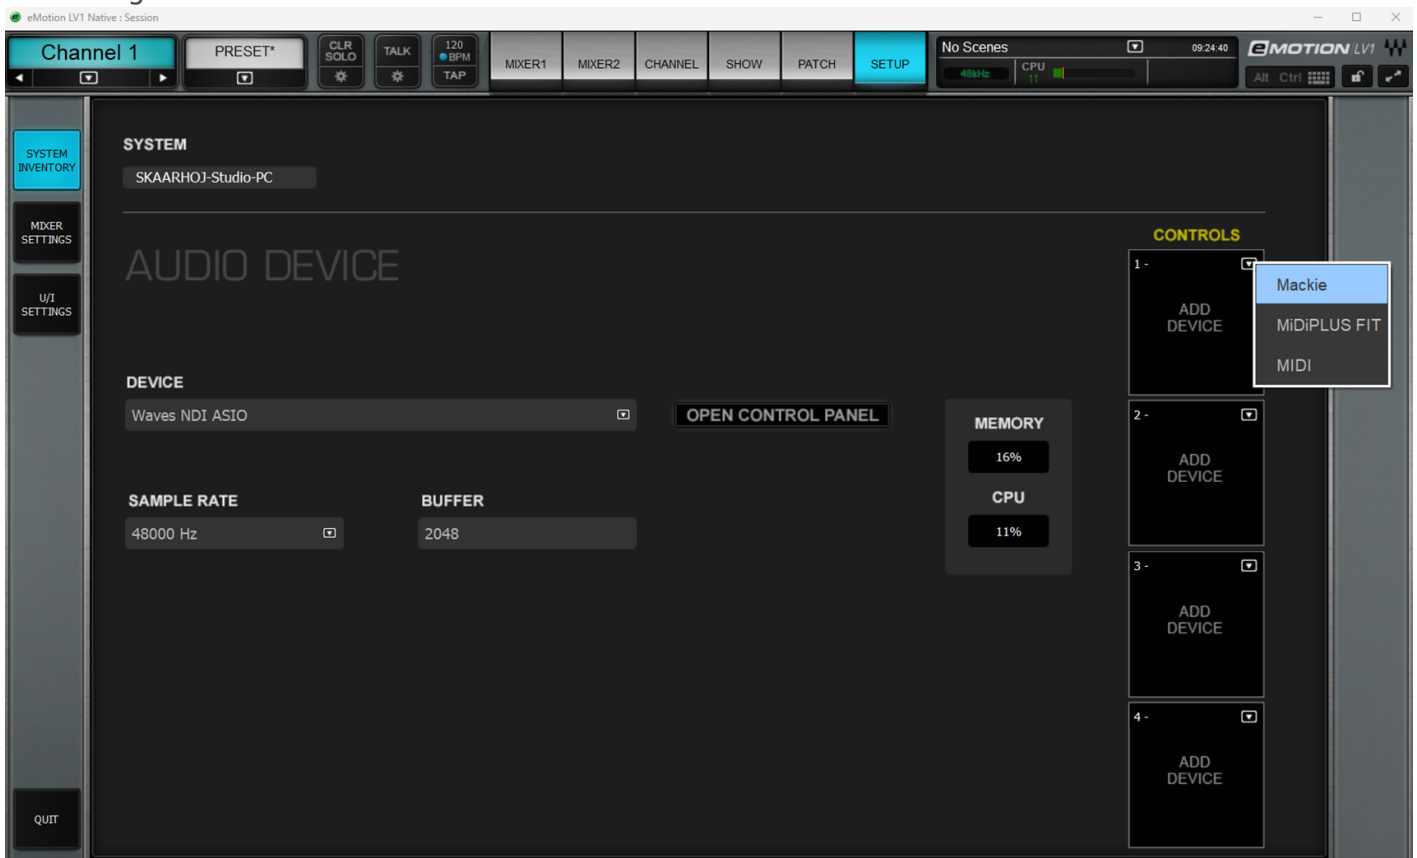 eMotion LV1 Native : Session
Channel 1
PRESET*
CLR
SOLO
TALK
120
BPM
TAP
MIXER1
MIXER2
CHANNEL
SHOW
PATCH
SETUP
No Scenes
09:24:40
48kHz
CPU
11
eMOTION LV1
Alt Ctrl
SYSTEM
INVENTORY
MIXER
SETTINGS
U/I
SETTINGS
QUIT
SYSTEM
SKAARHOJ-Studio-PC
AUDIO DEVICE
DEVICE
Waves NDI ASIO
OPEN CONTROL PANEL
SAMPLE RATE
BUFFER
48000 Hz
2048
MEMORY
16%
CPU
11%
CONTROLS
1 -
ADD
DEVICE
Mackie
MiDiPLUS FIT
MIDI
2 -
ADD
DEVICE
3 -
ADD
DEVICE
4 -
ADD
DEVICE